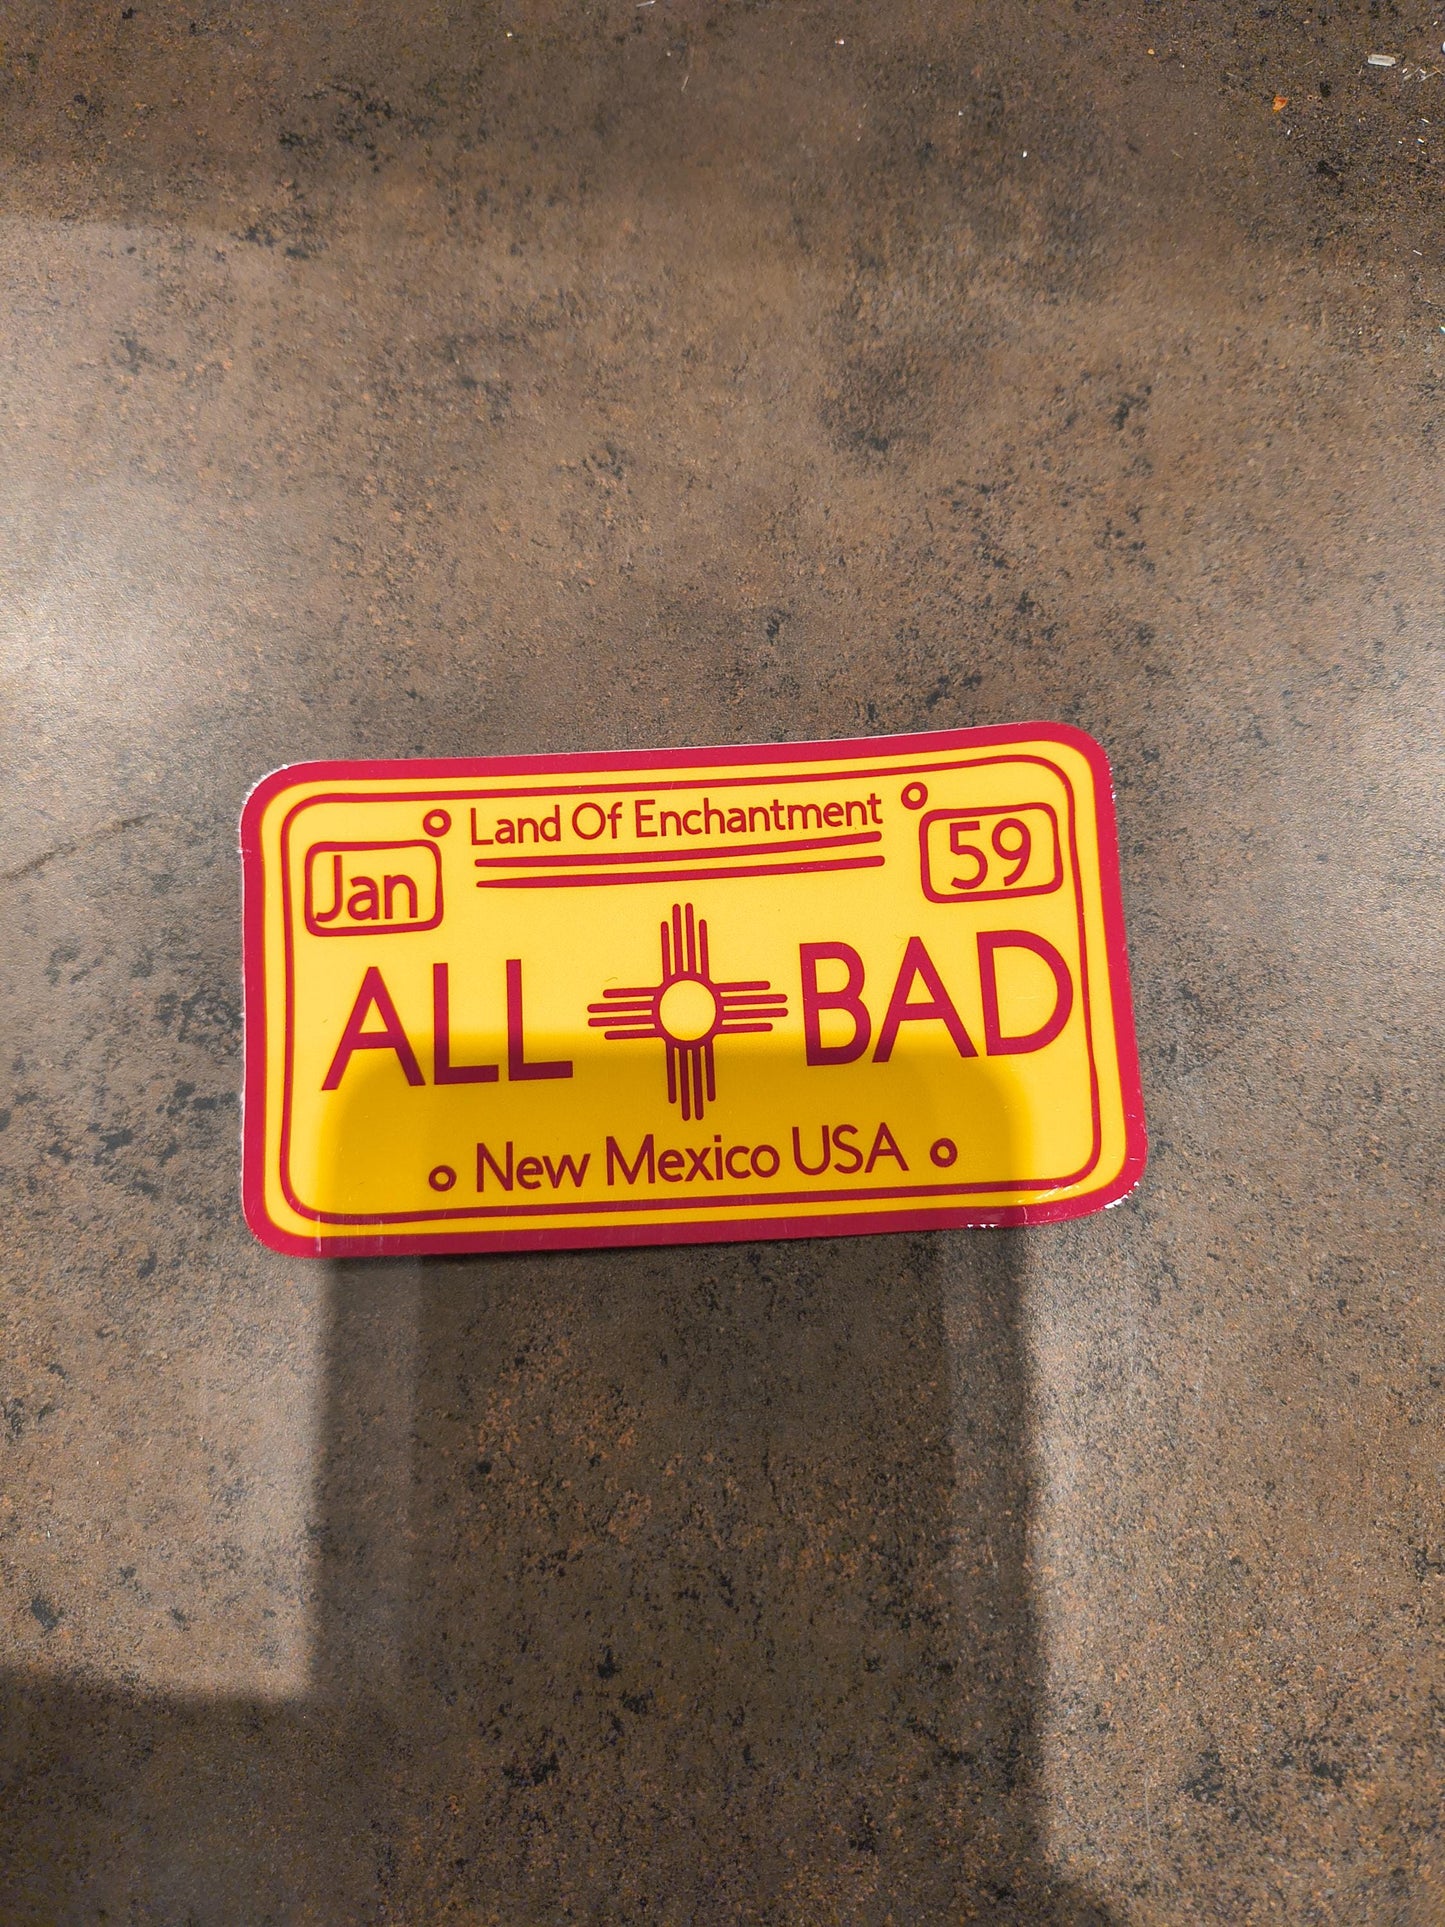 Land Of Enchantment
Jan
59
ALL BAD
New Mexico USA